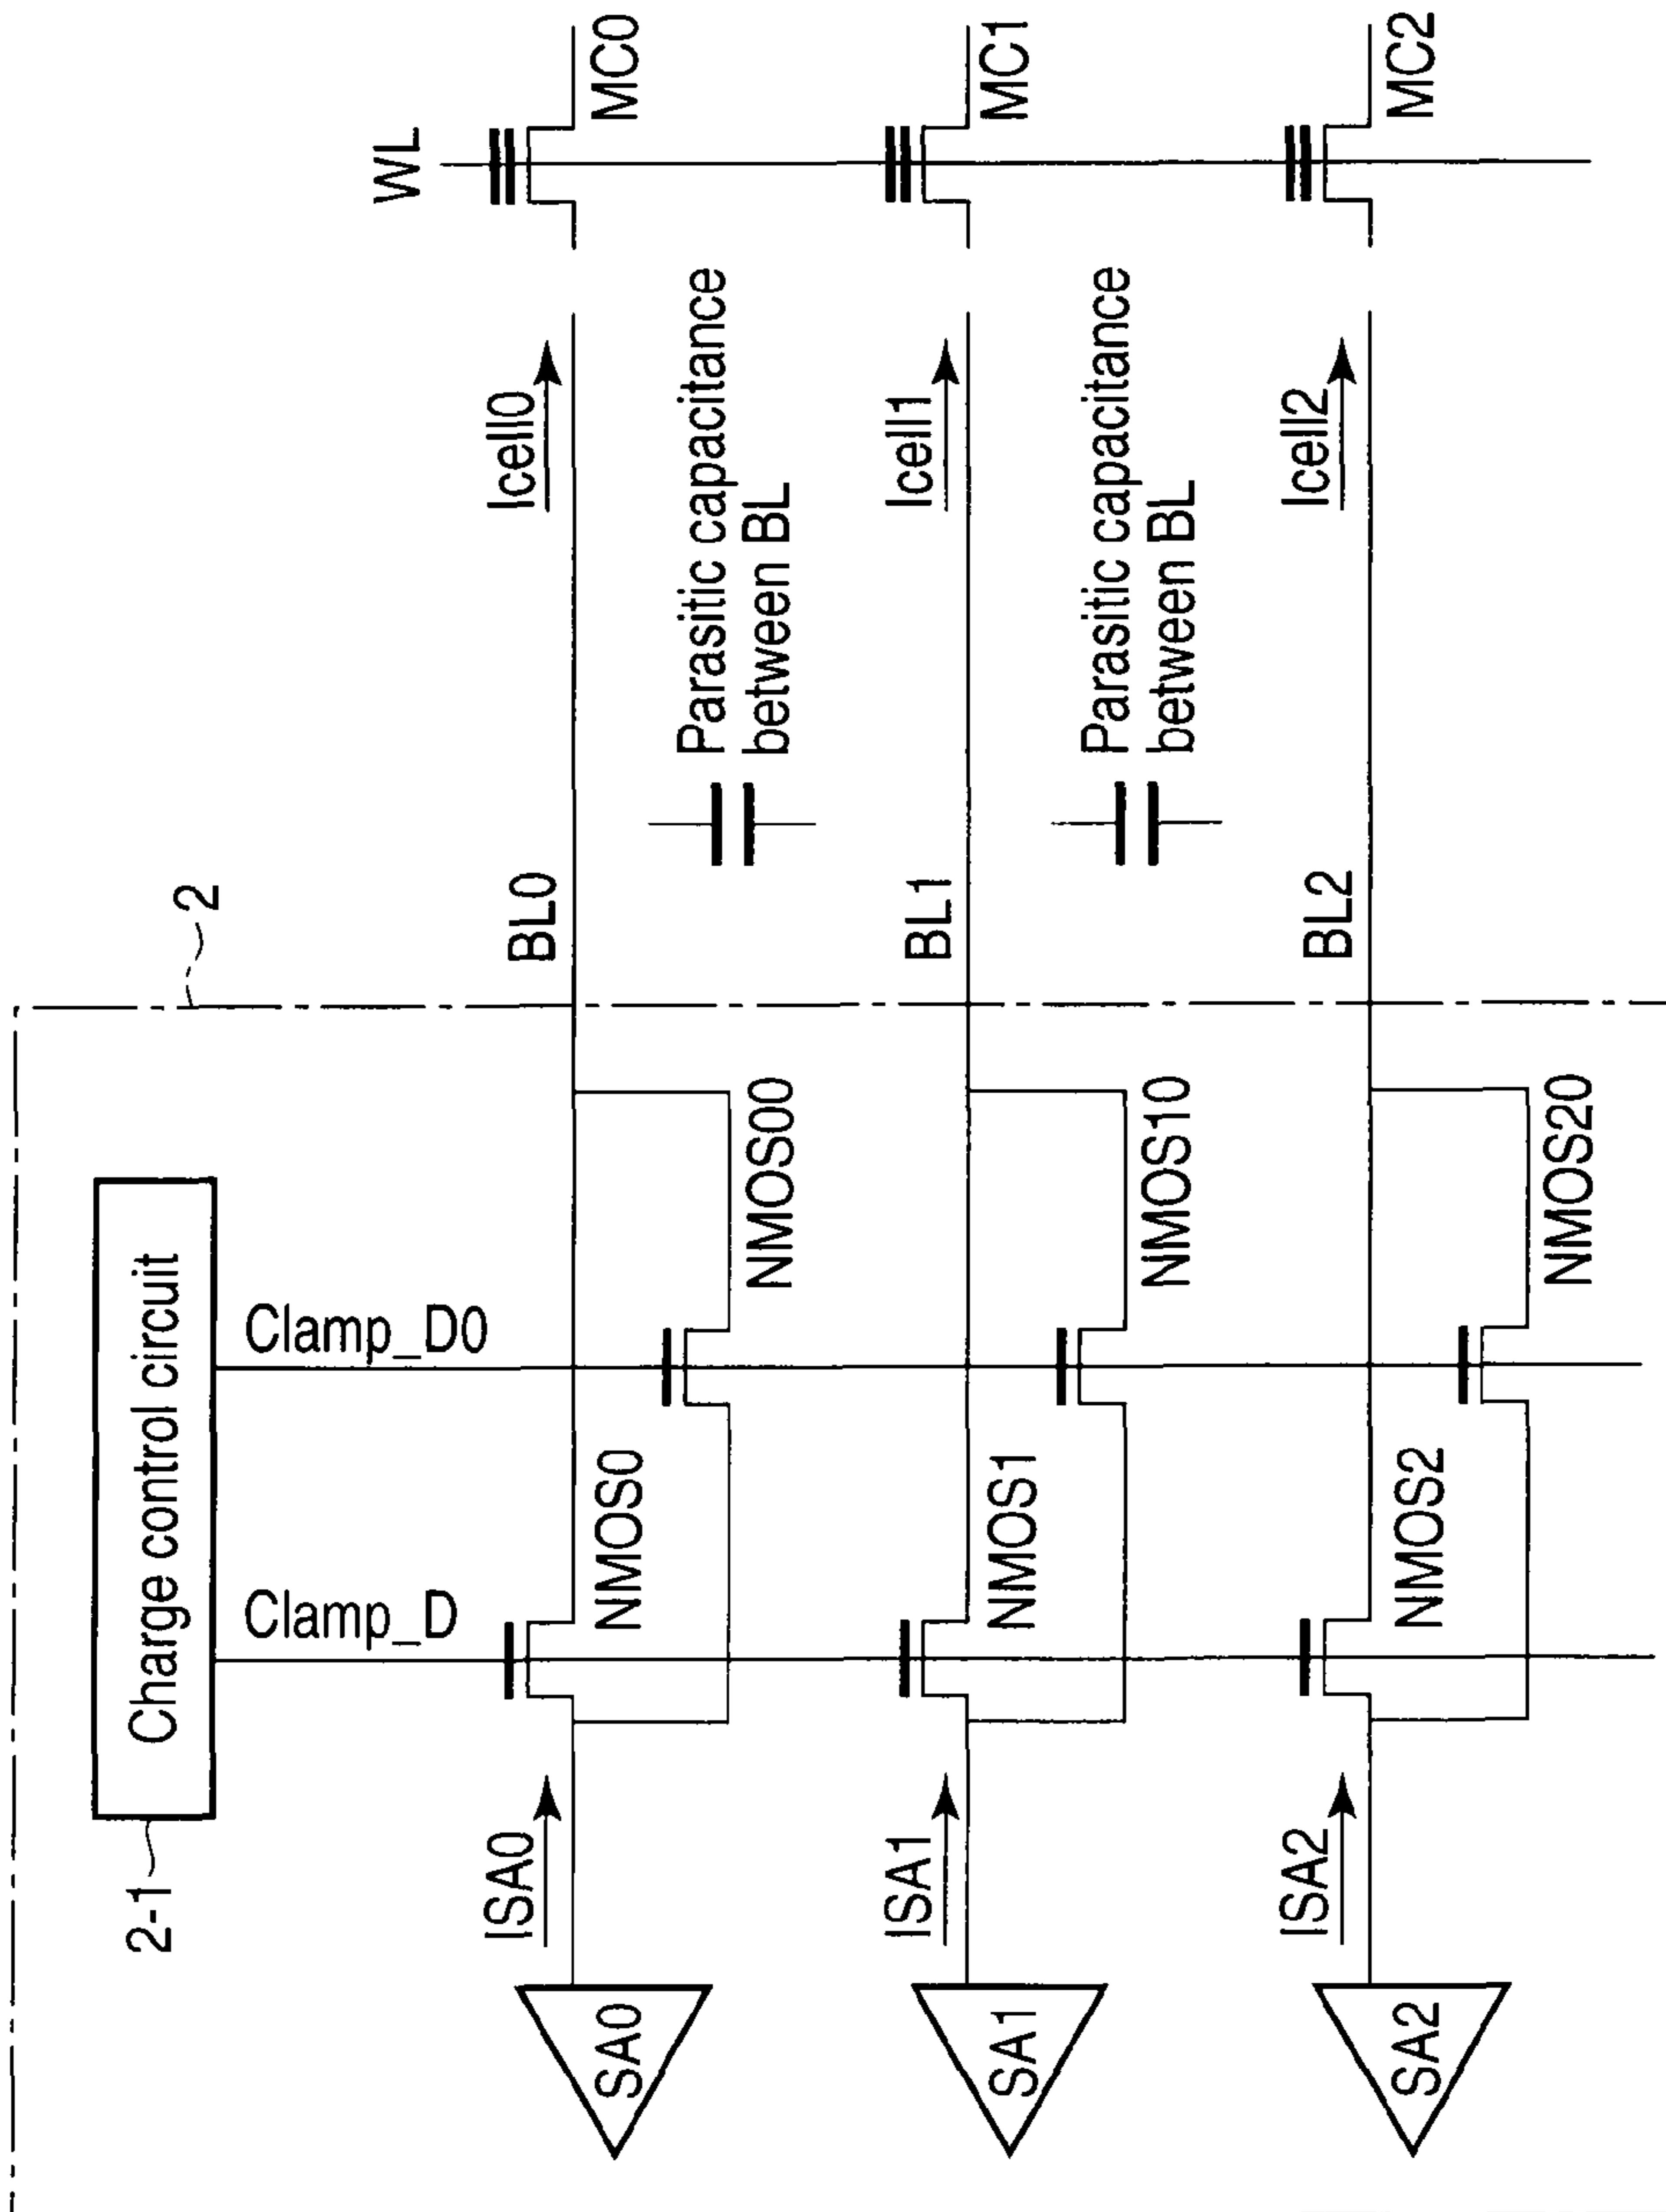 2
2-1
Charge control circuit
Clamp_D
Clamp_D0
WL
ISA0
SA0
NMOS0
NMOS00
BL0
Icell0
MC0
Parasitic capacitance
between BL
ISA1
SA1
NMOS1
NMOS10
BL1
Icell1
MC1
Parasitic capacitance
between BL
ISA2
SA2
NMOS2
NMOS20
BL2
Icell2
MC2